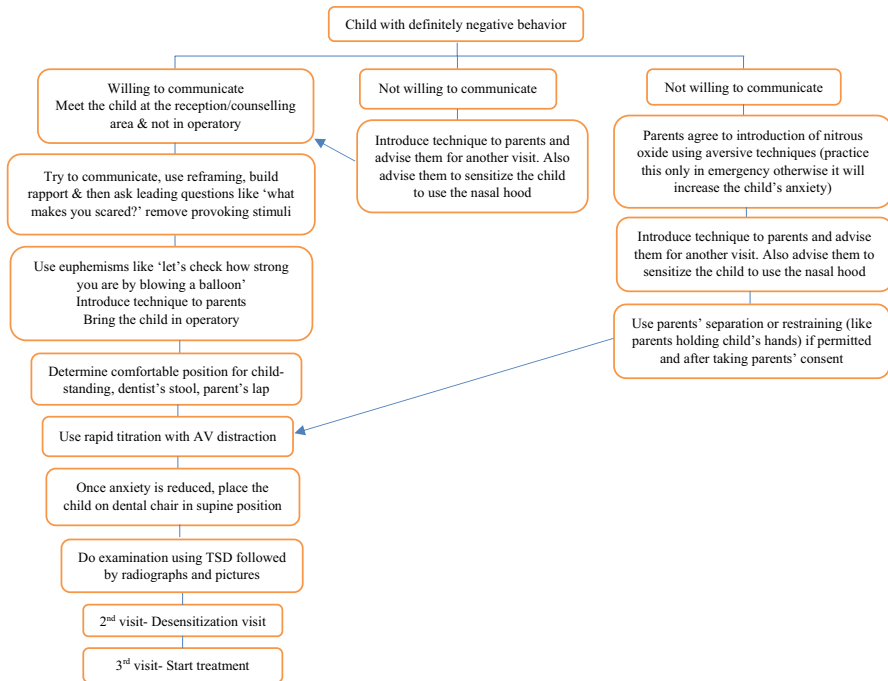 Child with definitely negative behavior
Willing to communicate
Meet the child at the reception/counselling
area & not in operatory
Not willing to communicate
Not willing to communicate
Introduce technique to parents and
advise them for another visit. Also
advise them to sensitize the child
to use the nasal hood
Parents agree to introduction of nitrous
oxide using aversive techniques (practice
this only in emergency otherwise it will
increase the child's anxiety)
Try to communicate, use reframing, build
rapport & then ask leading questions like ‘what
makes you scared?’ remove provoking stimuli
Introduce technique to parents and advise
them for another visit. Also advise them to
sensitize the child to use the nasal hood
Use euphemisms like ‘let’s check how strong
you are by blowing a balloon’
Introduce technique to parents
Bring the child in operatory
Use parents’ separation or restraining (like
parents holding child’s hands) if permitted
and after taking parents’ consent
Determine comfortable position for child-
standing, dentist’s stool, parent’s lap
Use rapid titration with AV distraction
Once anxiety is reduced, place the
child on dental chair in supine position
Do examination using TSD followed
by radiographs and pictures
2nd visit- Desensitization visit
3rd visit- Start treatment